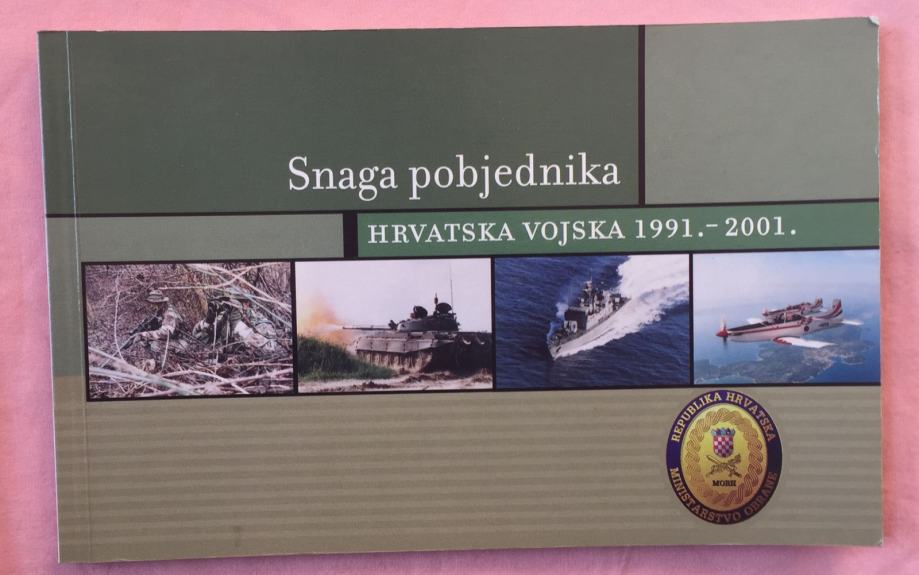 Snaga pobjednika
HRVATSKA VOJSKA 1991.– 2001.
REPUBLIKA HRVATSKA
MORH
MINISTARSTVO OBRANE